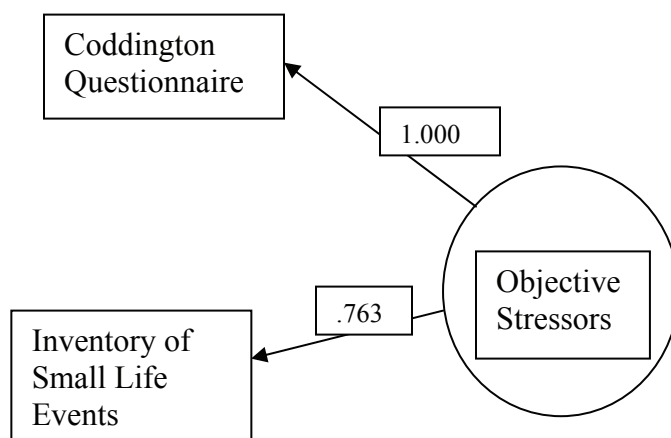 Coddington
Questionnaire
1.000
Objective
Stressors
.763
Inventory of
Small Life
Events